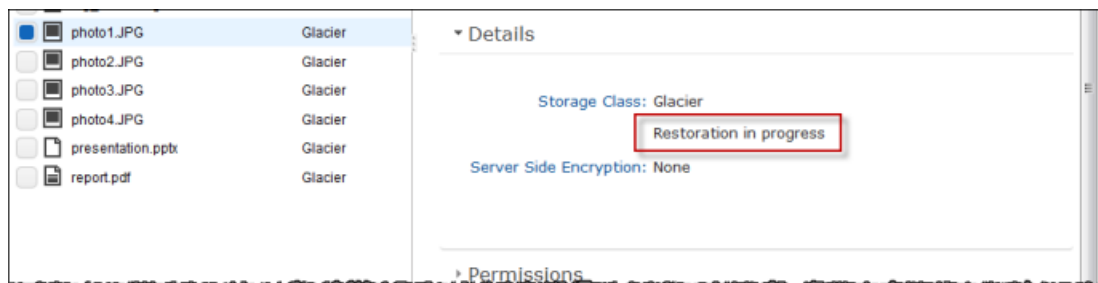 photo1.JPG Glacier
photo2.JPG Glacier
photo3.JPG Glacier
photo4.JPG Glacier
presentation.pptx Glacier
report.pdf Glacier
Details
Storage Class: Glacier
Restoration in progress
Server Side Encryption: None
Permissions